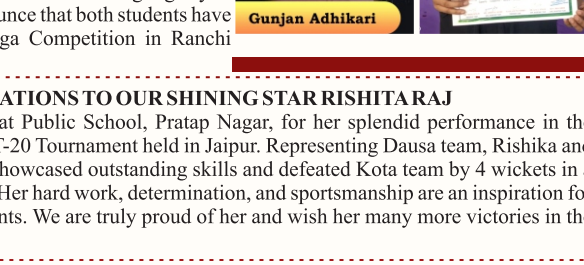 unce that both students have
ga Competition in Ranchi
Gunjan Adhikari
ATIONS TO OUR SHINING STAR RISHITA RAJ
at Public School, Pratap Nagar, for her splendid performance in the
T-20 Tournament held in Jaipur. Representing Dausa team, Rishika and
howcased outstanding skills and defeated Kota team by 4 wickets in
Her hard work, determination, and sportsmanship are an inspiration fo
nts. We are truly proud of her and wish her many more victories in the